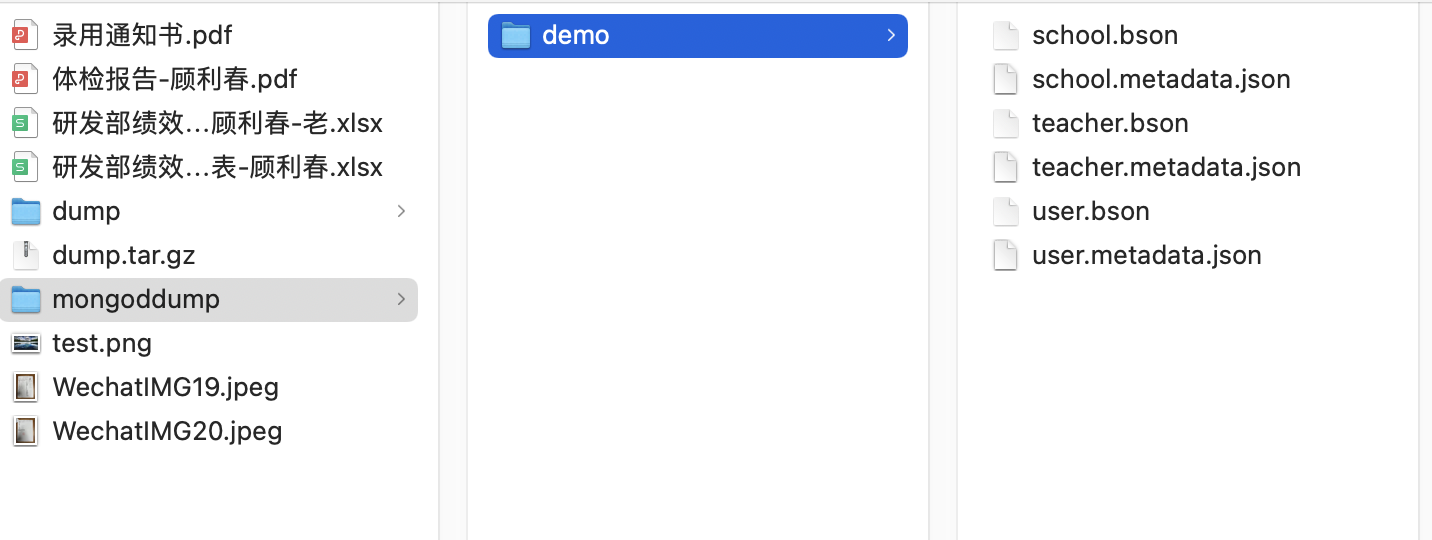 录用通知书.pdf
体检报告-顾利春.pdf
研发部绩效...顾利春-老.xlsx
研发部绩效...表-顾利春.xlsx
dump
dump.tar.gz
mongoddump
test.png
WechatIMG19.jpeg
WechatIMG20.jpeg
demo
school.bson
school.metadata.json
teacher.bson
teacher.metadata.json
user.bson
user.metadata.json